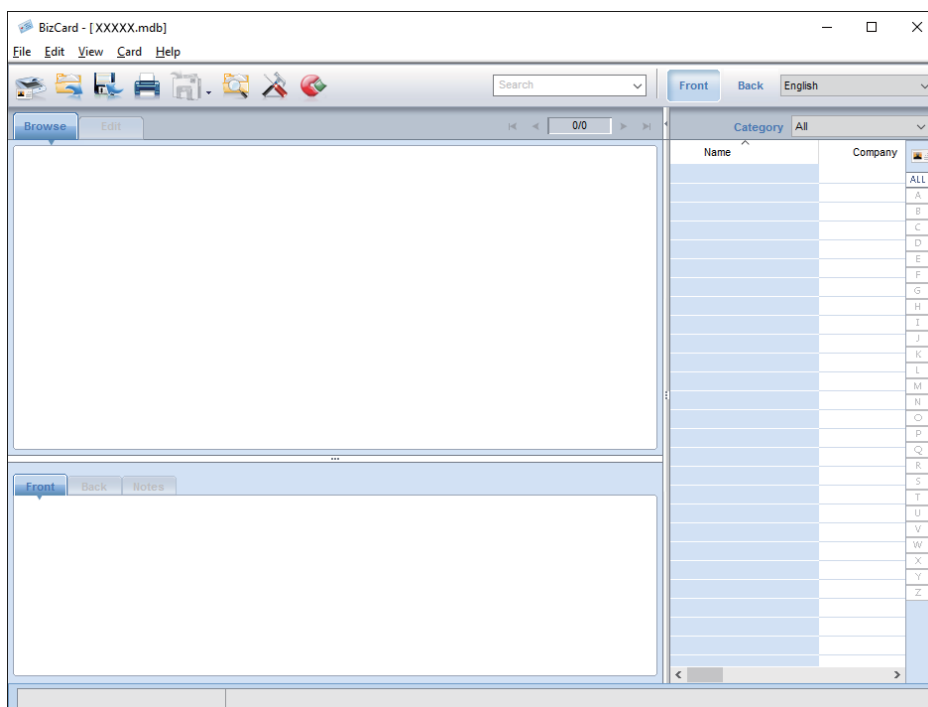 BizCard - [XXXXX.mdb]
File Edit View Card Help
Search
Front Back English
Browse Edit 0/0 Category All
Name Company
ALL
A
B
C
D
E
F
G
H
I
J
K
L
M
N
O
P
Q
R
S
T
U
V
W
X
Y
Z
Front Back Notes